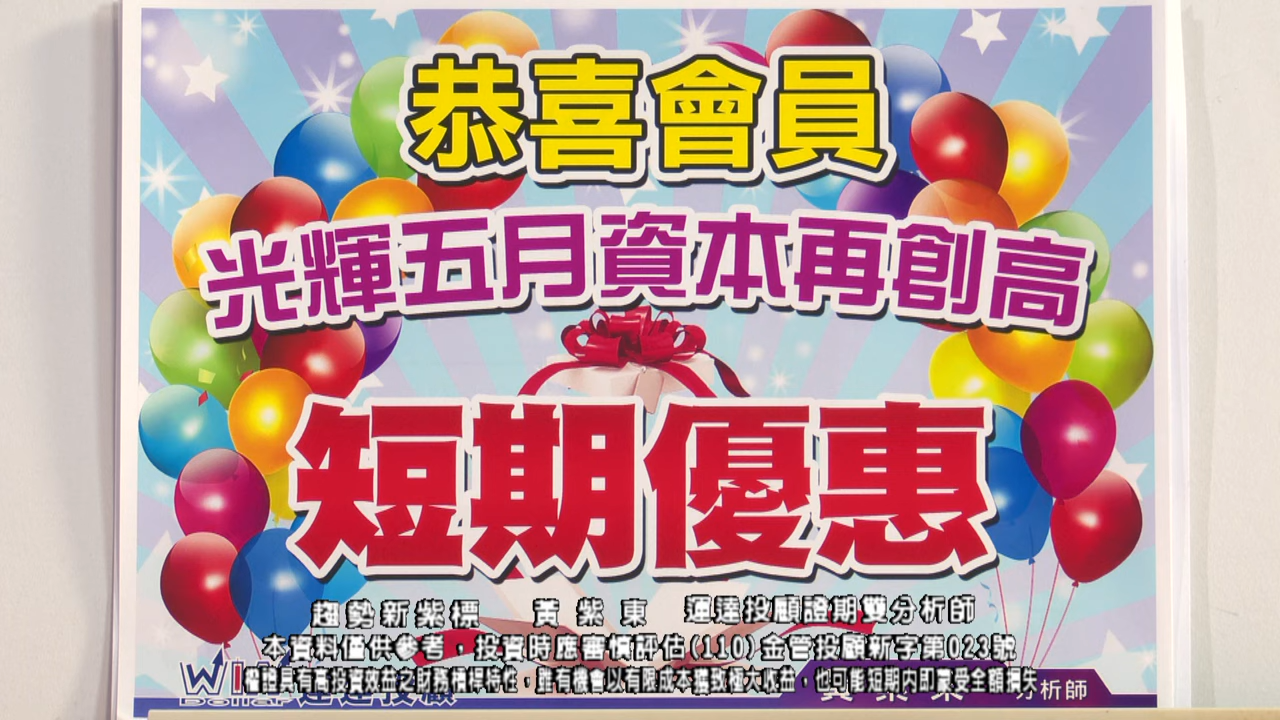 恭喜會員
光輝五月資本再創高
短期優惠
趨勢新紫標 黃紫東 運達投顧證期雙分析師
本資料僅供參考，投資時應審慎評估(110)金管投顧新字第023號
權證具有高投資效益之財務槓桿特性，雖有機會以有限成本獲致極大收益，也可能短期內即蒙受全額損失
分析師